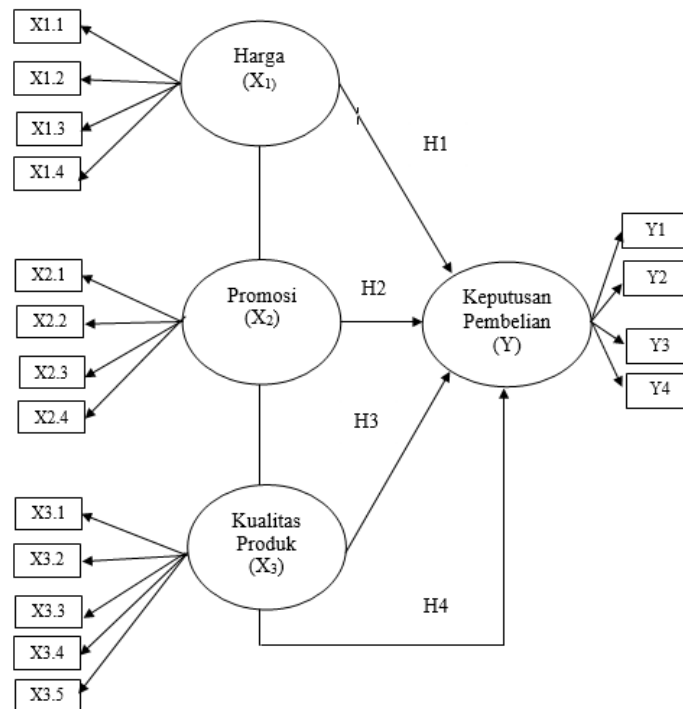 X1.1
X1.2
X1.3
X1.4
Harga
(X₁)
H1
X2.1
X2.2
X2.3
X2.4
Promosi
(X₂)
H2
Keputusan
Pembelian
(Y)
Y1
Y2
Y3
Y4
H3
X3.1
X3.2
X3.3
X3.4
X3.5
Kualitas
Produk
(X₃)
H4